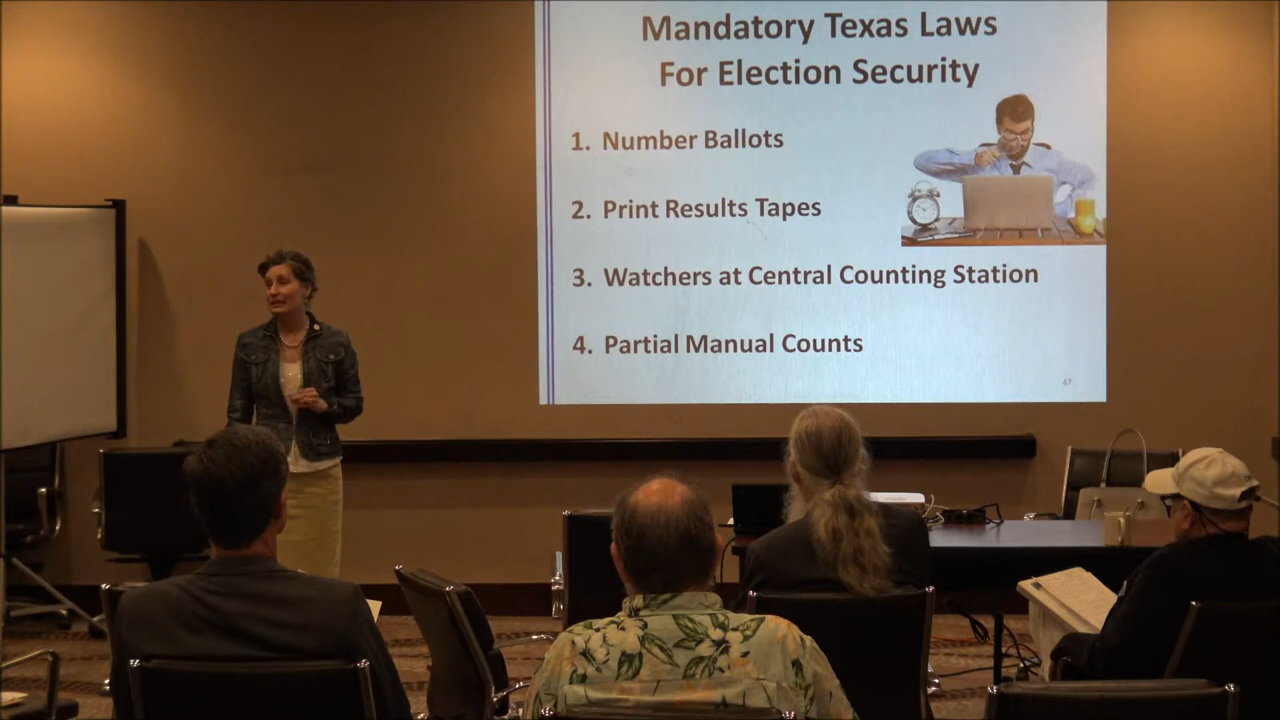 Mandatory Texas Laws
For Election Security
1. Number Ballots
2. Print Results Tapes
3. Watchers at Central Counting Station
4. Partial Manual Counts
47